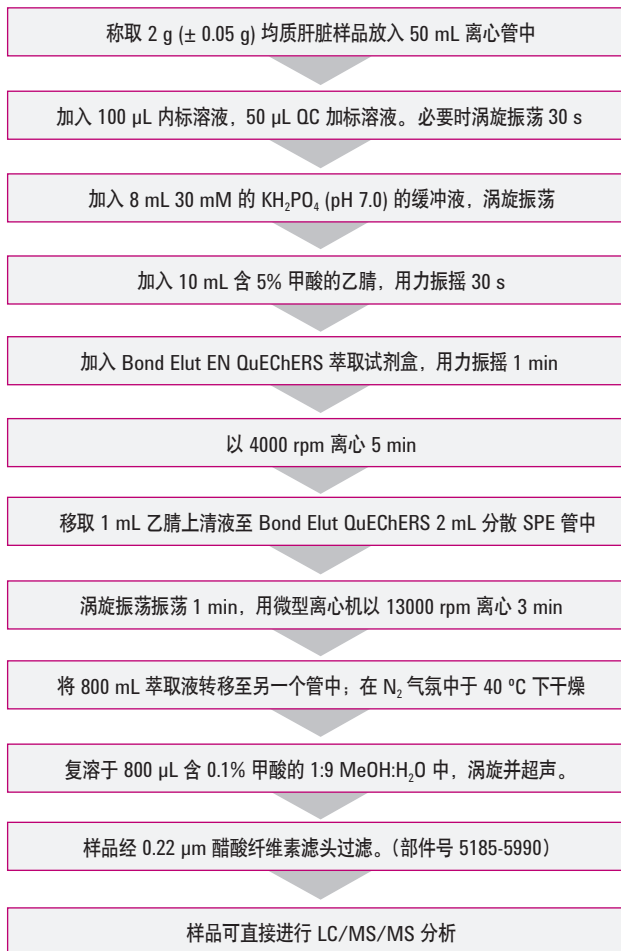 称取 2 g (± 0.05 g) 均质肝脏样品放入 50 mL 离心管中
加入 100 µL 内标溶液，50 µL QC 加标溶液。必要时涡旋振荡 30 s
加入 8 mL 30 mM 的 KH₂PO₄ (pH 7.0) 的缓冲液，涡旋振荡
加入 10 mL 含 5% 甲酸的乙腈，用力振摇 30 s
加入 Bond Elut EN QuEChERS 萃取试剂盒，用力振摇 1 min
以 4000 rpm 离心 5 min
移取 1 mL 乙腈上清液至 Bond Elut QuEChERS 2 mL 分散 SPE 管中
涡旋振荡振荡 1 min，用微型离心机以 13000 rpm 离心 3 min
将 800 mL 萃取液转移至另一个管中；在 N₂ 气氛中于 40 ºC 下干燥
复溶于 800 µL 含 0.1% 甲酸的 1:9 MeOH:H₂O 中，涡旋并超声。
样品经 0.22 µm 醋酸纤维素滤头过滤。（部件号 5185-5990）
样品可直接进行 LC/MS/MS 分析